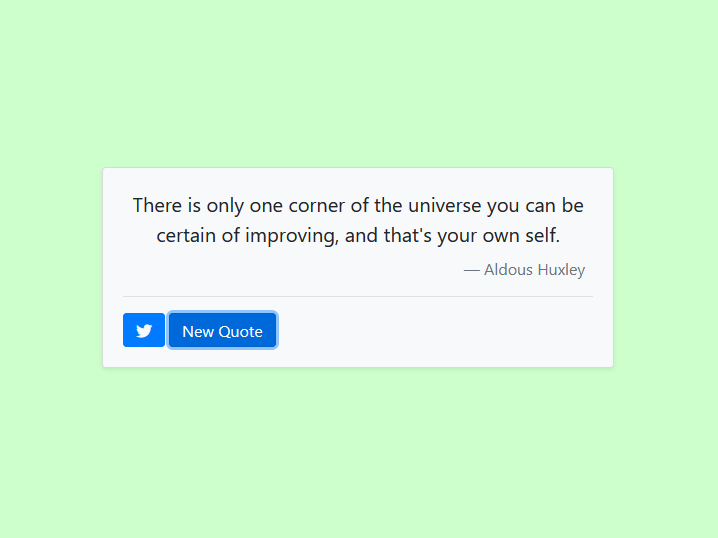 There is only one corner of the universe you can be
certain of improving, and that's your own self.
— Aldous Huxley
New Quote